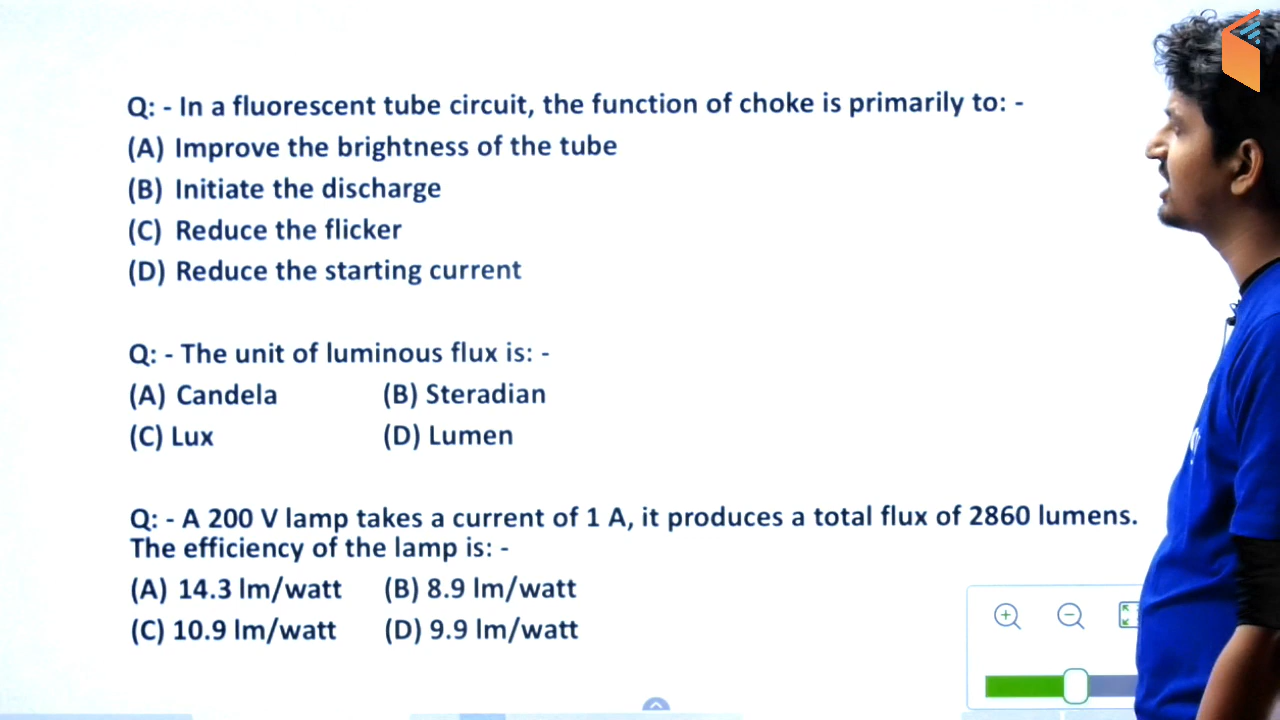 Q: - In a fluorescent tube circuit, the function of choke is primarily to: -
(A) Improve the brightness of the tube
(B) Initiate the discharge
(C) Reduce the flicker
(D) Reduce the starting current
Q: - The unit of luminous flux is: -
(A) Candela (B) Steradian
(C) Lux (D) Lumen
Q: - A 200 V lamp takes a current of 1 A, it produces a total flux of 2860 lumens.
The efficiency of the lamp is: -
(A) 14.3 lm/watt (B) 8.9 lm/watt
(C) 10.9 lm/watt (D) 9.9 lm/watt